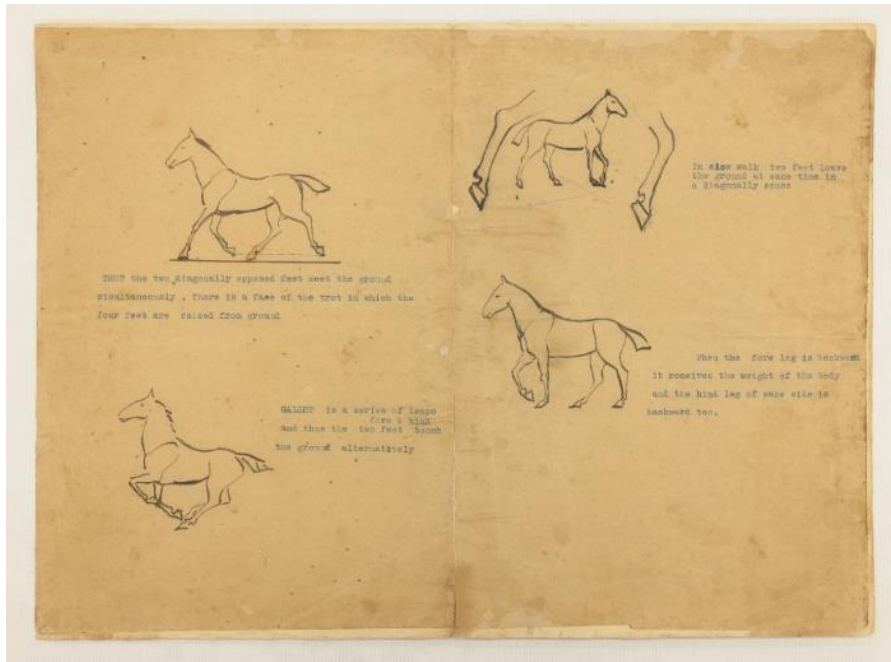 TROT the two diagonally opposed feet meet the ground
simultaneously . There is a fase of the trot in which the
four feet are raised from ground
GALLOP is a series of leaps
fore & hind
and thus the two feet touch
the ground alternatively
In slow walk two feet leave
the ground at same time in
a diagonally sense
When the fore leg is backward
it receives the weight of the body
and the hind leg of same side is
backward too.